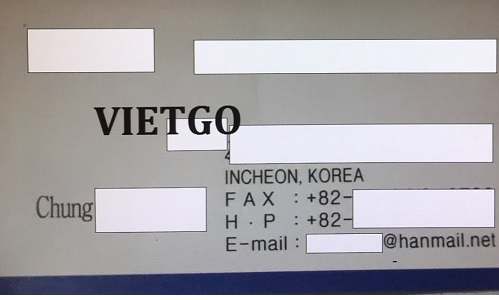 VIETGO
INCHEON, KOREA
Chung
FAX : +82-
H·P : +82-
E-mail : @hanmail.net